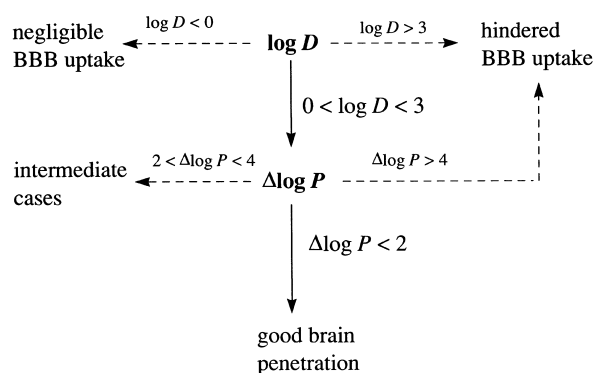 negligible
BBB uptake
log D < 0
log D
log D > 3
hindered
BBB uptake
0 < log D < 3
intermediate
cases
2 < Δlog P < 4
Δlog P
Δlog P > 4
Δlog P < 2
good brain
penetration